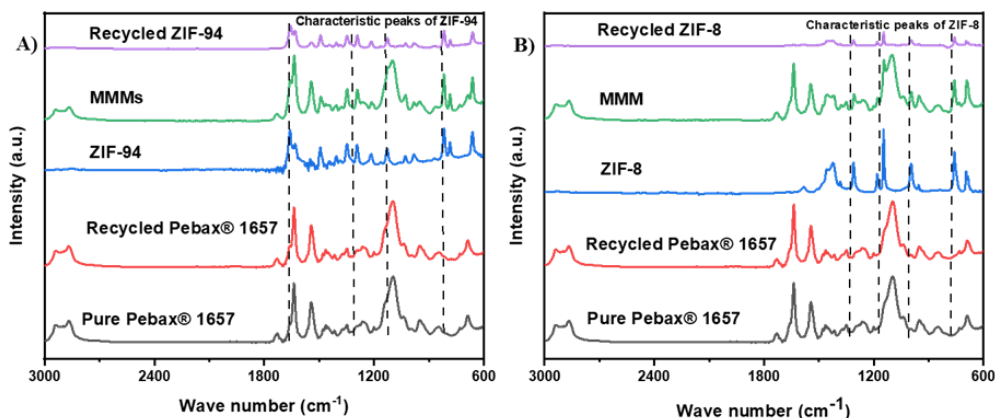 A)
Characteristic peaks of ZIF-94
Recycled ZIF-94
MMMs
ZIF-94
Recycled Pebax® 1657
Pure Pebax® 1657
Intensity (a.u.)
3000 2400 1800 1200 600
Wave number (cm-1)
B)
Characteristic peaks of ZIF-8
Recycled ZIF-8
MMM
ZIF-8
Recycled Pebax® 1657
Pure Pebax® 1657
Intensity (a.u.)
3000 2400 1800 1200 600
Wave number (cm-1)